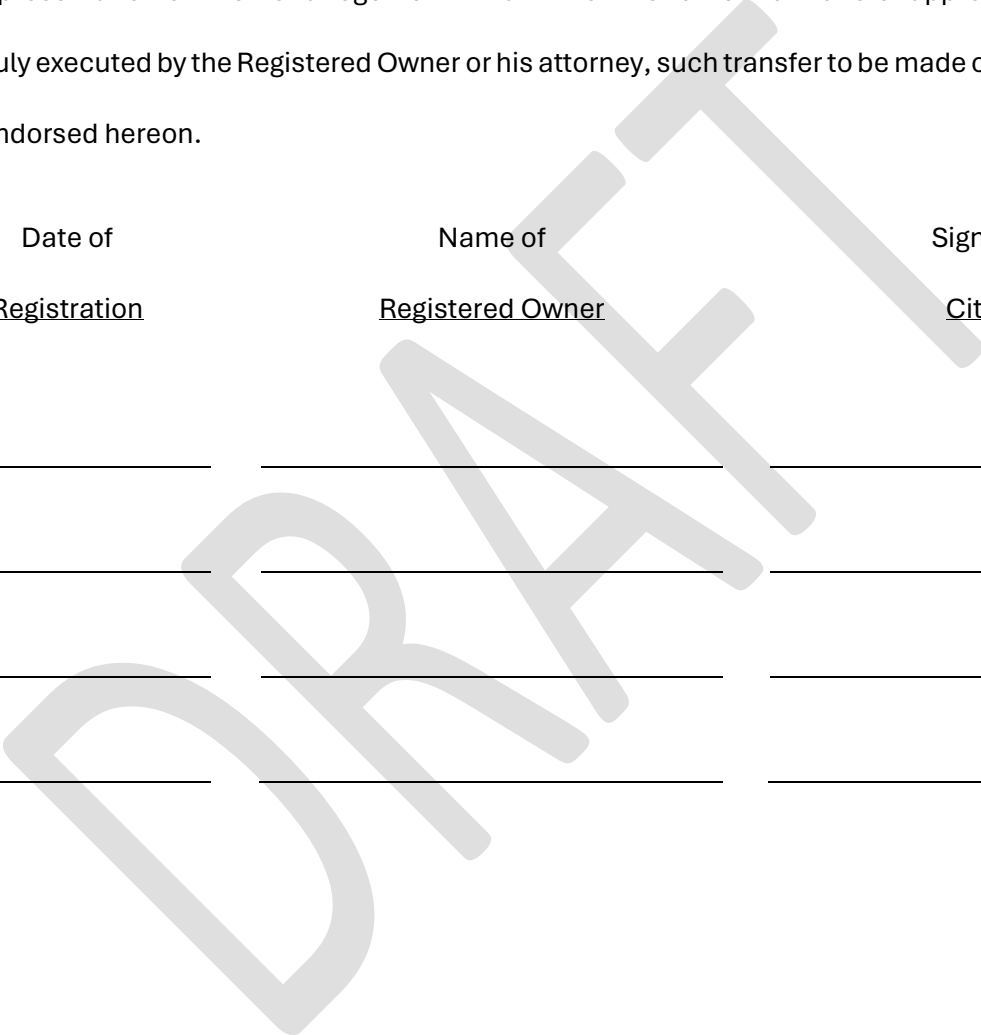 uly executed by the Registered Owner or his attorney, such transfer to be made
ndorsed hereon.
Date of Name of Sign
Registration Registered Owner Cit
DRAFT